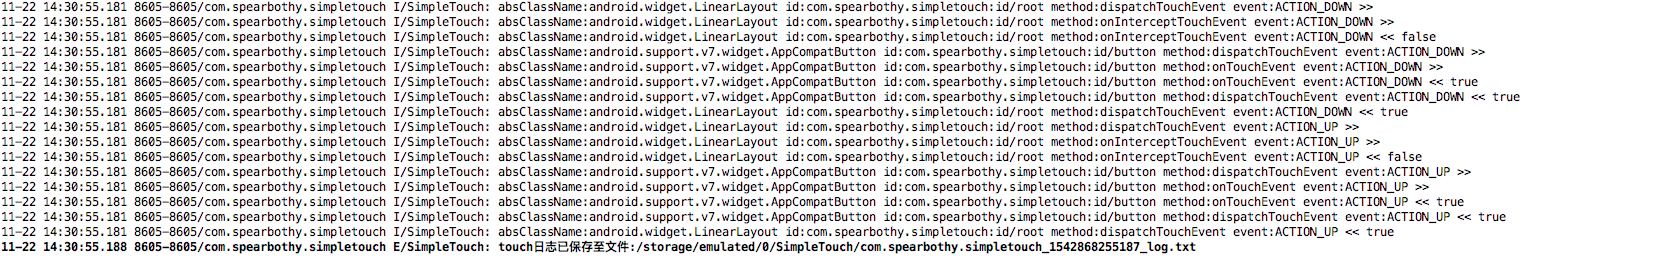 11-22 14:30:55.181 8605-8605/com.spearbothy.simpletouch I/SimpleTouch: absClassName:android.widget.LinearLayout id:com.spearbothy.simpletouch:id/root method:dispatchTouchEvent event:ACTION_DOWN >>
11-22 14:30:55.181 8605-8605/com.spearbothy.simpletouch I/SimpleTouch: absClassName:android.widget.LinearLayout id:com.spearbothy.simpletouch:id/root method:onInterceptTouchEvent event:ACTION_DOWN >>
11-22 14:30:55.181 8605-8605/com.spearbothy.simpletouch I/SimpleTouch: absClassName:android.widget.LinearLayout id:com.spearbothy.simpletouch:id/root method:onInterceptTouchEvent event:ACTION_DOWN << false
11-22 14:30:55.181 8605-8605/com.spearbothy.simpletouch I/SimpleTouch: absClassName:android.support.v7.widget.AppCompatButton id:com.spearbothy.simpletouch:id/button method:dispatchTouchEvent event:ACTION_DOWN >>
11-22 14:30:55.181 8605-8605/com.spearbothy.simpletouch I/SimpleTouch: absClassName:android.support.v7.widget.AppCompatButton id:com.spearbothy.simpletouch:id/button method:onTouchEvent event:ACTION_DOWN >>
11-22 14:30:55.181 8605-8605/com.spearbothy.simpletouch I/SimpleTouch: absClassName:android.support.v7.widget.AppCompatButton id:com.spearbothy.simpletouch:id/button method:onTouchEvent event:ACTION_DOWN << true
11-22 14:30:55.181 8605-8605/com.spearbothy.simpletouch I/SimpleTouch: absClassName:android.support.v7.widget.AppCompatButton id:com.spearbothy.simpletouch:id/button method:dispatchTouchEvent event:ACTION_DOWN << true
11-22 14:30:55.181 8605-8605/com.spearbothy.simpletouch I/SimpleTouch: absClassName:android.widget.LinearLayout id:com.spearbothy.simpletouch:id/root method:dispatchTouchEvent event:ACTION_DOWN << true
11-22 14:30:55.181 8605-8605/com.spearbothy.simpletouch I/SimpleTouch: absClassName:android.widget.LinearLayout id:com.spearbothy.simpletouch:id/root method:dispatchTouchEvent event:ACTION_UP >>
11-22 14:30:55.181 8605-8605/com.spearbothy.simpletouch I/SimpleTouch: absClassName:android.widget.LinearLayout id:com.spearbothy.simpletouch:id/root method:onInterceptTouchEvent event:ACTION_UP >>
11-22 14:30:55.181 8605-8605/com.spearbothy.simpletouch I/SimpleTouch: absClassName:android.widget.LinearLayout id:com.spearbothy.simpletouch:id/root method:onInterceptTouchEvent event:ACTION_UP << false
11-22 14:30:55.181 8605-8605/com.spearbothy.simpletouch I/SimpleTouch: absClassName:android.support.v7.widget.AppCompatButton id:com.spearbothy.simpletouch:id/button method:dispatchTouchEvent event:ACTION_UP >>
11-22 14:30:55.181 8605-8605/com.spearbothy.simpletouch I/SimpleTouch: absClassName:android.support.v7.widget.AppCompatButton id:com.spearbothy.simpletouch:id/button method:onTouchEvent event:ACTION_UP >>
11-22 14:30:55.181 8605-8605/com.spearbothy.simpletouch I/SimpleTouch: absClassName:android.support.v7.widget.AppCompatButton id:com.spearbothy.simpletouch:id/button method:onTouchEvent event:ACTION_UP << true
11-22 14:30:55.181 8605-8605/com.spearbothy.simpletouch I/SimpleTouch: absClassName:android.support.v7.widget.AppCompatButton id:com.spearbothy.simpletouch:id/button method:dispatchTouchEvent event:ACTION_UP << true
11-22 14:30:55.181 8605-8605/com.spearbothy.simpletouch I/SimpleTouch: absClassName:android.widget.LinearLayout id:com.spearbothy.simpletouch:id/root method:dispatchTouchEvent event:ACTION_UP << true
11-22 14:30:55.188 8605-8605/com.spearbothy.simpletouch E/SimpleTouch: touch日志已保存至文件:/storage/emulated/0/SimpleTouch/com.spearbothy.simpletouch_1542868255187_log.txt